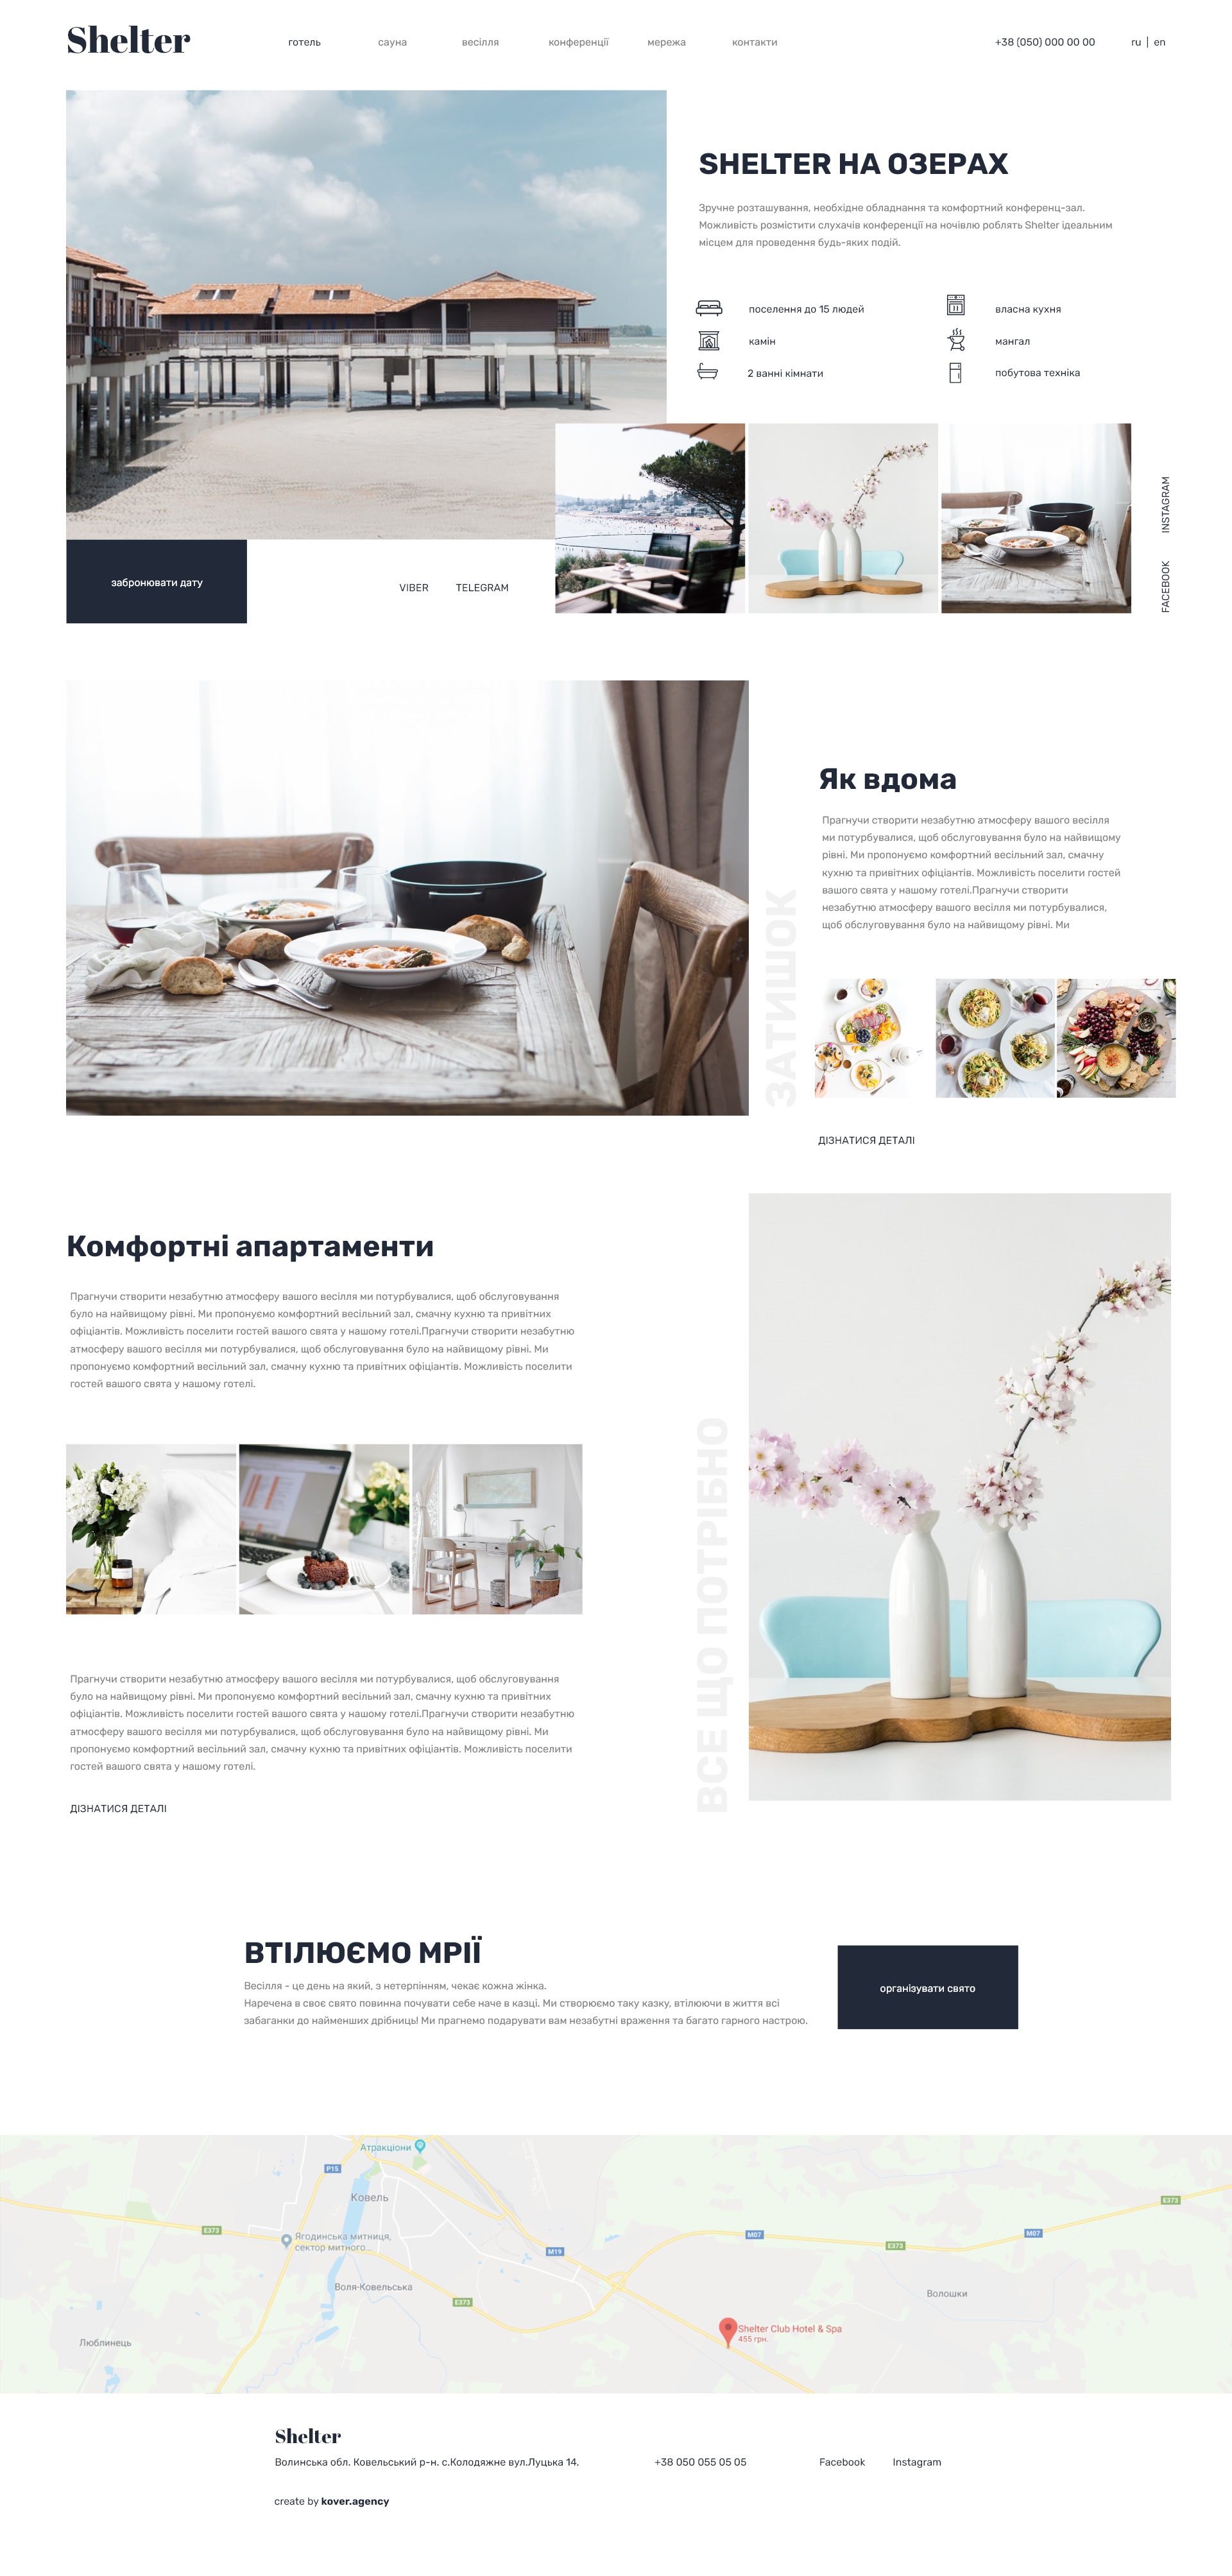 Shelter
готель
сауна
весілля
конференції
мережа
контакти
+38 (050) 000 00 00
ru | en
SHELTER НА ОЗЕРАХ
Зручне розташування, необхідне обладнання та комфортний конференц-зал.
Можливість розмістити слухачів конференції на ночівлю роблять Shelter ідеальним
місцем для проведення будь-яких подій.
поселення до 15 людей
власна кухня
камін
мангал
2 ванні кімнати
побутова техніка
INSTAGRAM
FACEBOOK
забронювати дату
VIBER
TELEGRAM
Як вдома
Прагнучи створити незабутню атмосферу вашого весілля
ми потурбувалися, щоб обслуговування було на найвищому
рівні. Ми пропонуємо комфортний весільний зал, смачну
кухню та привітних офіціантів. Можливість поселити гостей
вашого свята у нашому готелі.Прагнучи створити
незабутню атмосферу вашого весілля ми потурбувалися,
щоб обслуговування було на найвищому рівні. Ми
ЗАТИШОК
ДІЗНАТИСЯ ДЕТАЛІ
Комфортні апартаменти
Прагнучи створити незабутню атмосферу вашого весілля ми потурбувалися, щоб обслуговування
було на найвищому рівні. Ми пропонуємо комфортний весільний зал, смачну кухню та привітних
офіціантів. Можливість поселити гостей вашого свята у нашому готелі.Прагнучи створити незабутню
атмосферу вашого весілля ми потурбувалися, щоб обслуговування було на найвищому рівні. Ми
пропонуємо комфортний весільний зал, смачну кухню та привітних офіціантів. Можливість поселити
гостей вашого свята у нашому готелі.
ВСЕ ЩО ПОТРІБНО
Прагнучи створити незабутню атмосферу вашого весілля ми потурбувалися, щоб обслуговування
було на найвищому рівні. Ми пропонуємо комфортний весільний зал, смачну кухню та привітних
офіціантів. Можливість поселити гостей вашого свята у нашому готелі.Прагнучи створити незабутню
атмосферу вашого весілля ми потурбувалися, щоб обслуговування було на найвищому рівні. Ми
пропонуємо комфортний весільний зал, смачну кухню та привітних офіціантів. Можливість поселити
гостей вашого свята у нашому готелі.
ДІЗНАТИСЯ ДЕТАЛІ
ВТІЛЮЄМО МРІЇ
Весілля - це день на який, з нетерпінням, чекає кожна жінка.
Наречена в своє свято повинна почувати себе наче в казці. Ми створюємо таку казку, втілюючи в життя всі
забаганки до найменших дрібниць! Ми прагнемо подарувати вам незабутні враження та багато гарного настрою.
організувати свято
Атракціони
P15
Ковель
E373
E373
Ягодинська митниця,
сектор митного...
M07
M07
E373
M19
Воля-Ковельська
Волошки
E373
Shelter Club Hotel & Spa
455 грн.
Люблинець
Shelter
Волинська обл. Ковельський р-н. с.Колодяжне вул.Луцька 14.
+38 050 055 05 05
Facebook
Instagram
create by kover.agency